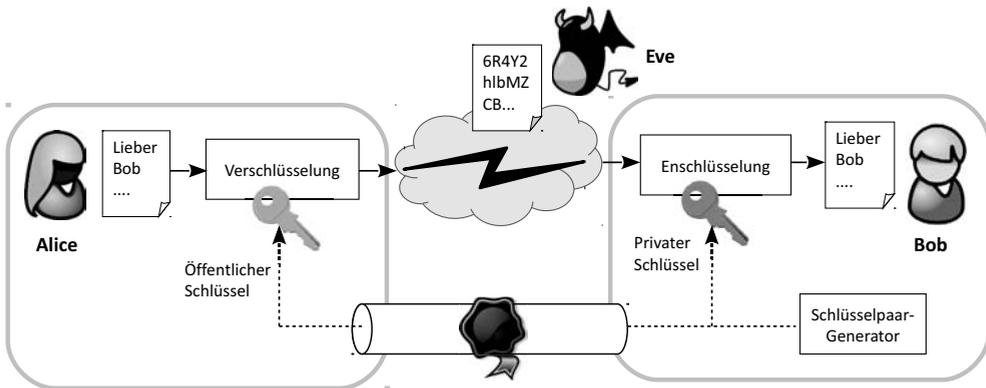 6R4Y2
hlbMZ
CB...
Eve
Lieber
Bob
....
Verschlüsselung
Enschlüsselung
Lieber
Bob
....
Alice
Bob
Öffentlicher
Schlüssel
Privater
Schlüssel
Schlüsselpaar-
Generator